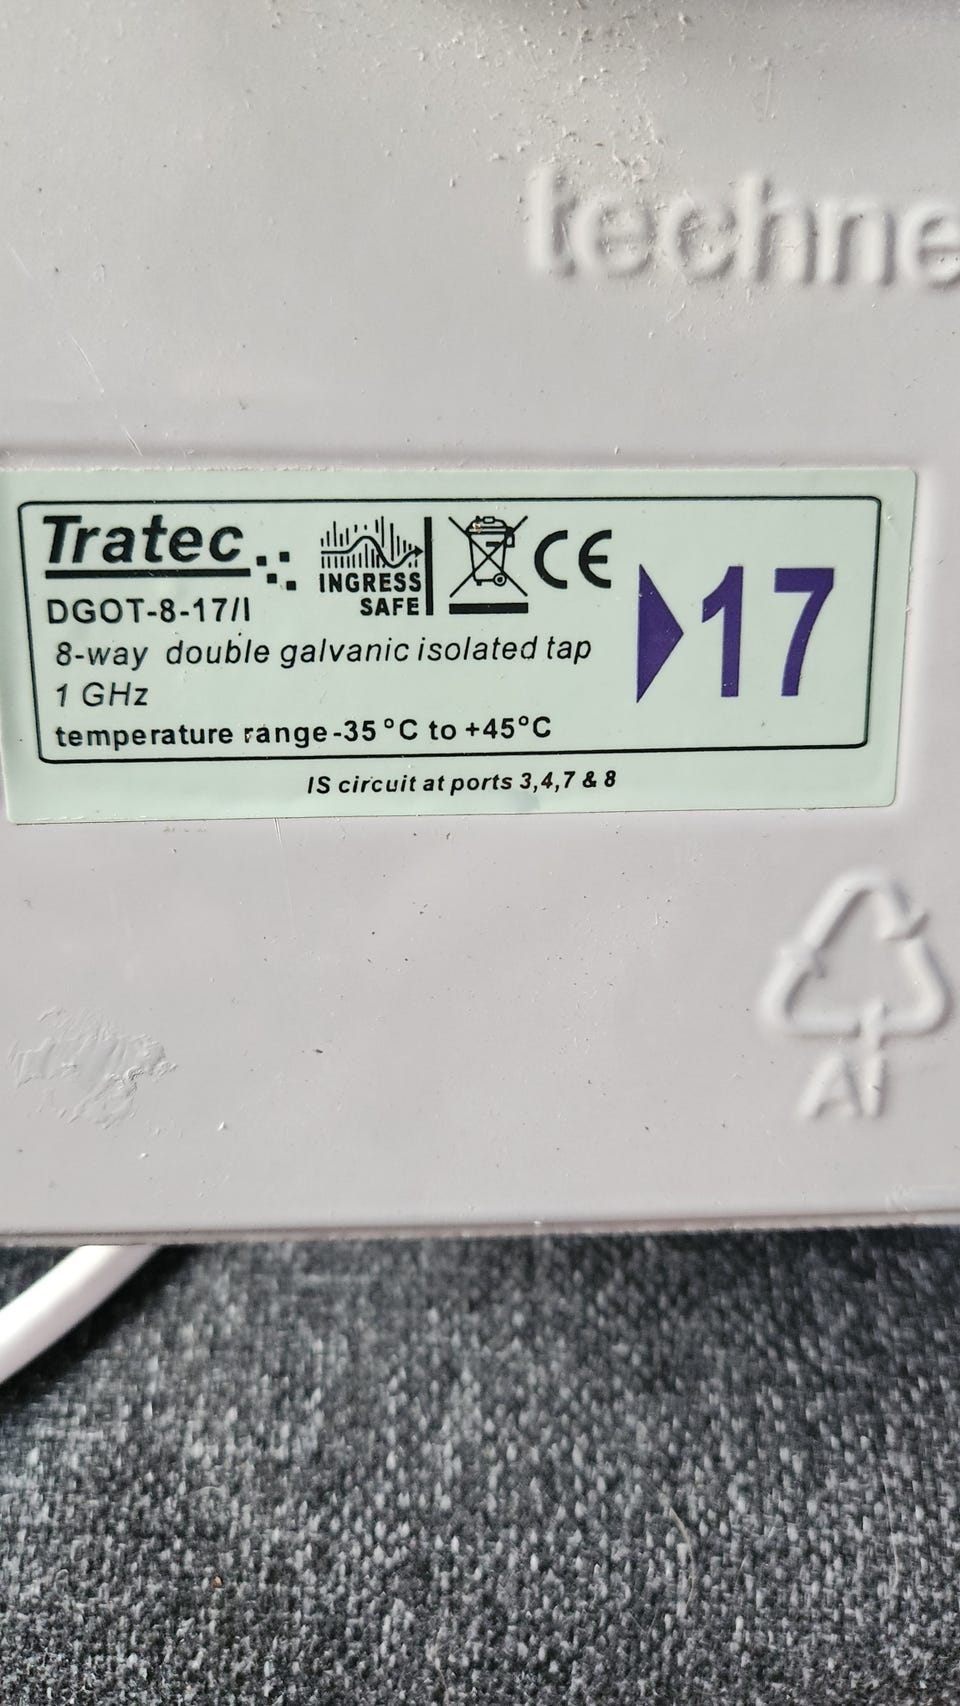 techne
Tratec
INGRESS
SAFE
CE
DGOT-8-17/I
8-way double galvanic isolated tap
1 GHz
temperature range -35 °C to +45°C
17
IS circuit at ports 3,4,7 & 8
Al